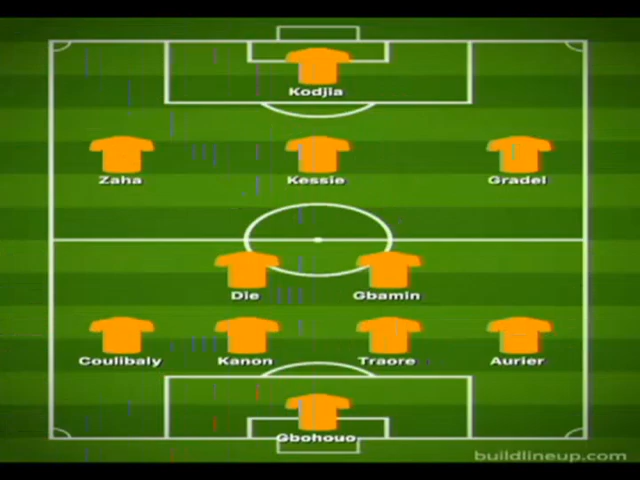 Kodjia
Zaha
Kessie
Gradel
Die
Gbamin
Coulibaly
Kanon
Traore
Aurier
Gbohouo
buildlineup.com